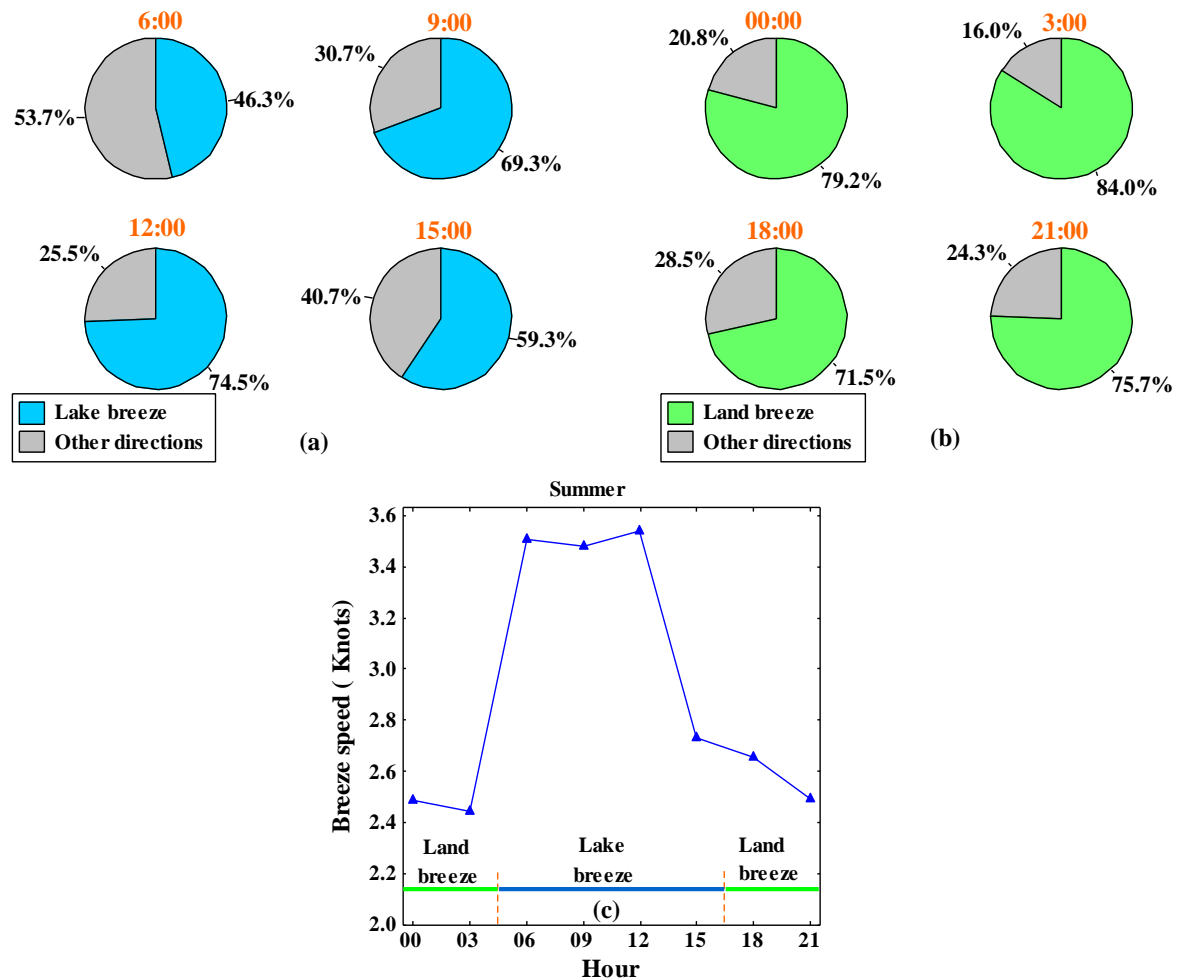 6:00
9:00
00:00
3:00
53.7%
46.3%
30.7%
69.3%
20.8%
79.2%
16.0%
84.0%
12:00
15:00
18:00
21:00
25.5%
74.5%
40.7%
59.3%
28.5%
71.5%
24.3%
75.7%
Lake breeze
Other directions
(a)
Land breeze
Other directions
(b)
Summer
Breeze speed ( Knots)
3.6
3.4
3.2
3.0
2.8
2.6
2.4
2.2
2.0
Land
breeze
Lake
breeze
Land
breeze
(c)
00 03 06 09 12 15 18 21
Hour